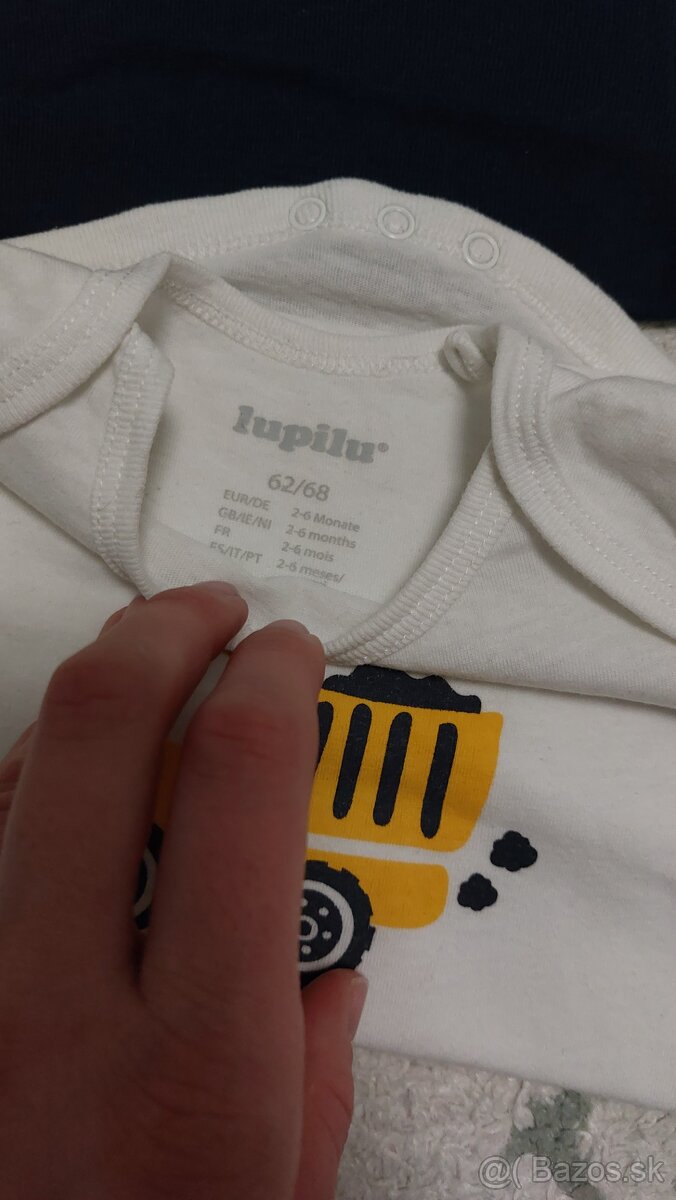 lupilu®
62/68
EUR/DE 2-6 Monate
GB/IE/NI 2-6 months
FR 2-6 mois
ES/IT/PT 2-6 meses/
@( Bazos.sk